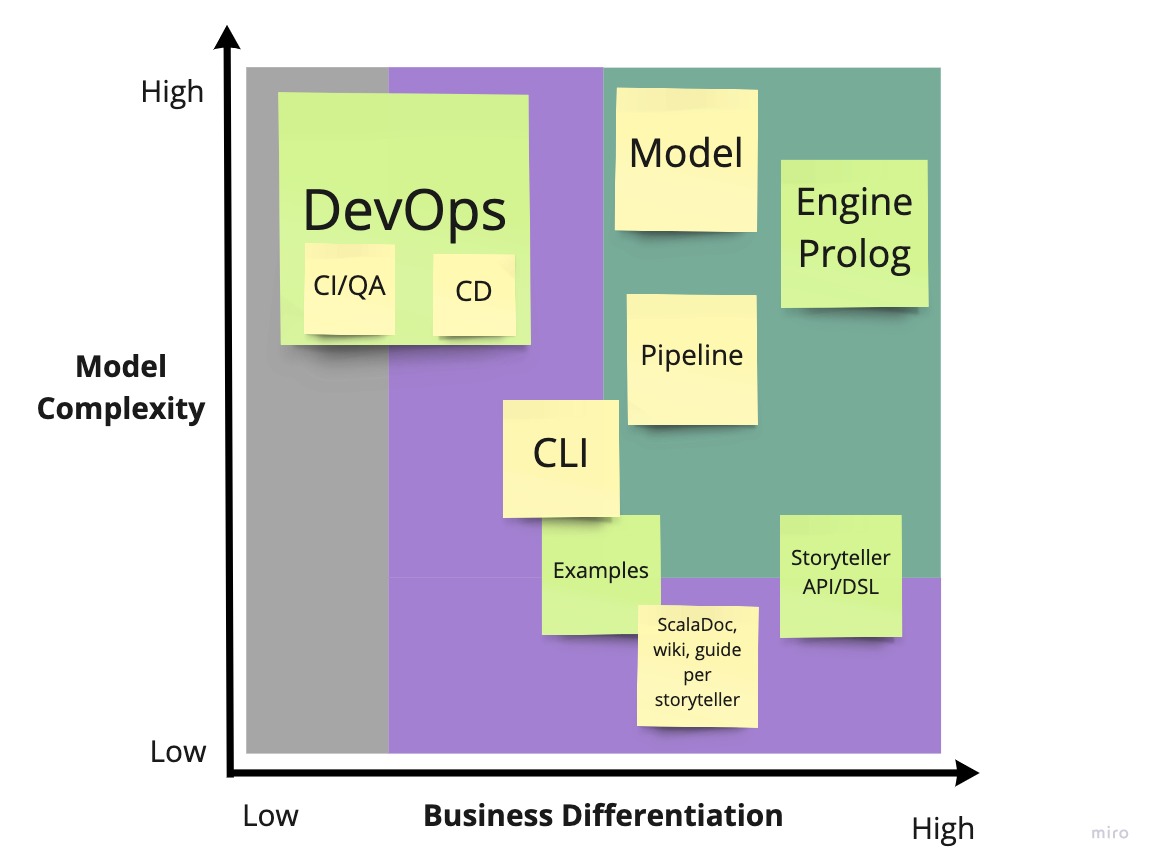 High
Model
Engine
Prolog
DevOps
CI/QA
CD
Pipeline
Model
Complexity
CLI
Examples
Storyteller
API/DSL
ScalaDoc,
wiki, guide
per
storyteller
Low
Low
Business Differentiation
High
miro